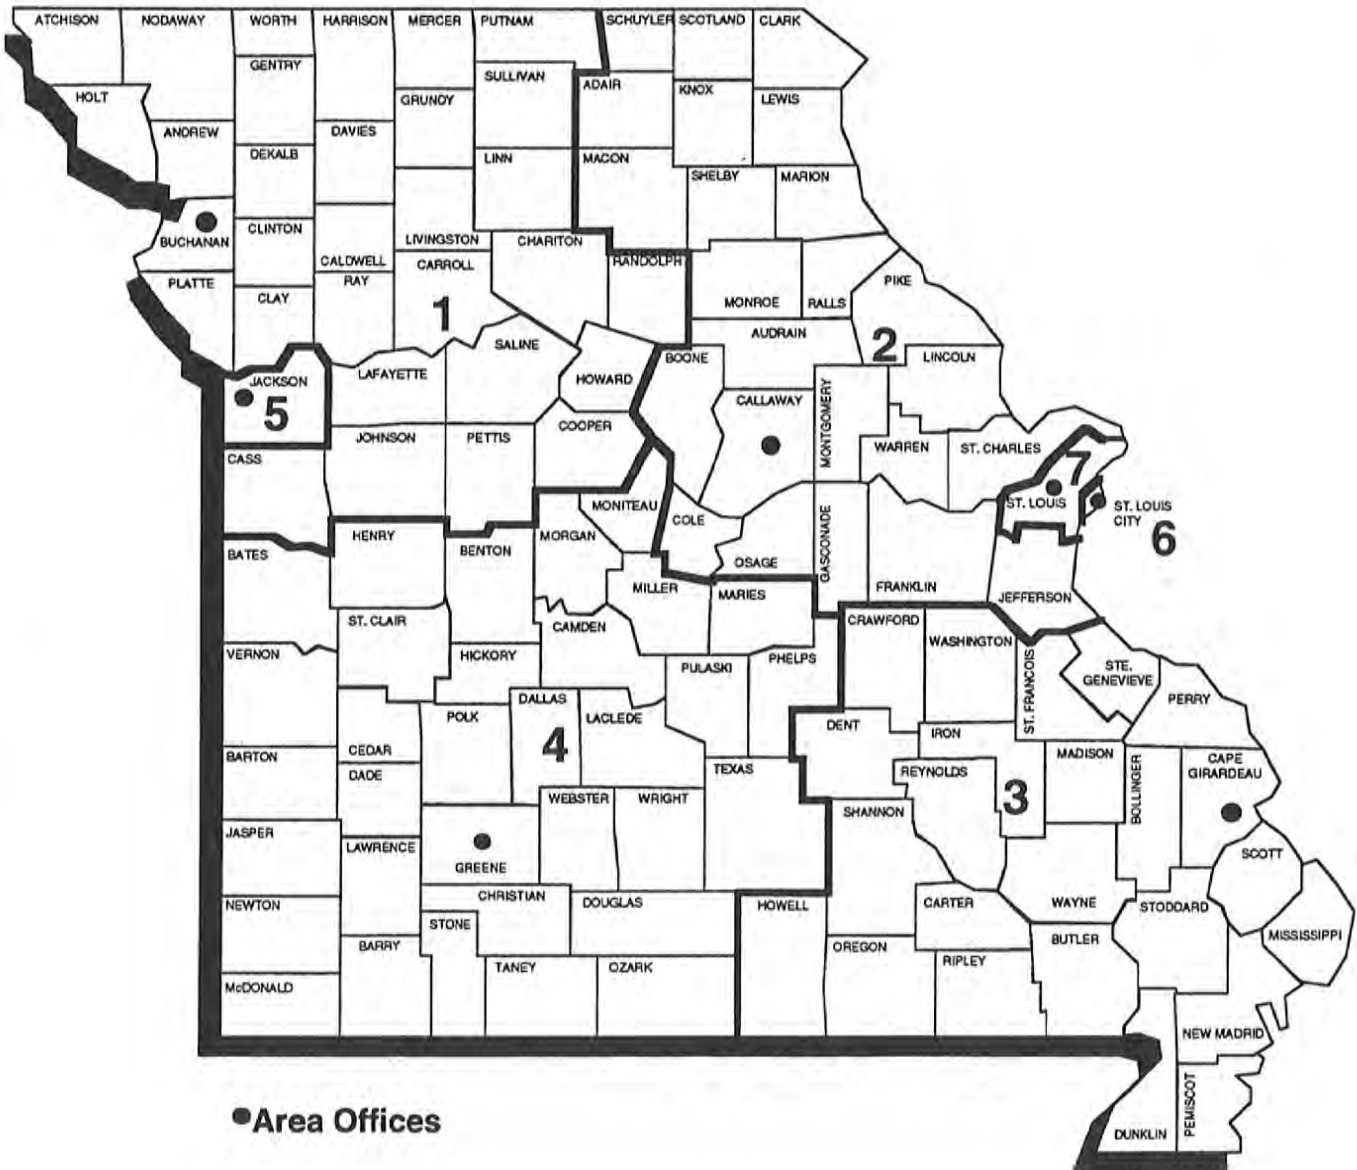 ATCHISON
NODAWAY
WORTH
HARRISON
MERCER
PUTNAM
SCHUYLER
SCOTLAND
CLARK
GENTRY
SULLIVAN
ADAIR
KNOX
HOLT
GRUNDY
LEWIS
ANDREW
DAVIES
DEKALB
LINN
MACON
SHELBY
MARION
BUCHANAN
CLINTON
LIVINGSTON
CHARITON
CALDWELL
CARROLL
RANDOLPH
PLATTE
CLAY
RAY
1
MONROE
RALLS
PIKE
AUDRAIN
2
SALINE
BOONE
LINCOLN
JACKSON
5
LAFAYETTE
HOWARD
CALLAWAY
MONTGOMERY
CASS
JOHNSON
PETTIS
COOPER
WARREN
ST. CHARLES
7
ST. LOUIS
ST. LOUIS
CITY
6
MONITEAU
COLE
BATES
HENRY
BENTON
MORGAN
OSAGE
GASCONADE
FRANKLIN
JEFFERSON
MILLER
MARIES
ST. CLAIR
CAMDEN
CRAWFORD
WASHINGTON
ST. FRANCOIS
STE.
GENEVIEVE
VERNON
HICKORY
PULASKI
PHELPS
PERRY
POLK
DALLAS
LACLEDE
DENT
IRON
4
CEDAR
MADISON
BOLLINGER
CAPE
GIRARDEAU
BARTON
DADE
TEXAS
REYNOLDS
3
WEBSTER
WRIGHT
SHANNON
JASPER
LAWRENCE
GREENE
SCOTT
CHRISTIAN
DOUGLAS
HOWELL
CARTER
WAYNE
STODDARD
NEWTON
STONE
MISSISSIPPI
BARRY
OREGON
BUTLER
TANEY
OZARK
RIPLEY
McDONALD
NEW MADRID
PEMISCOT
DUNKLIN
Area Offices